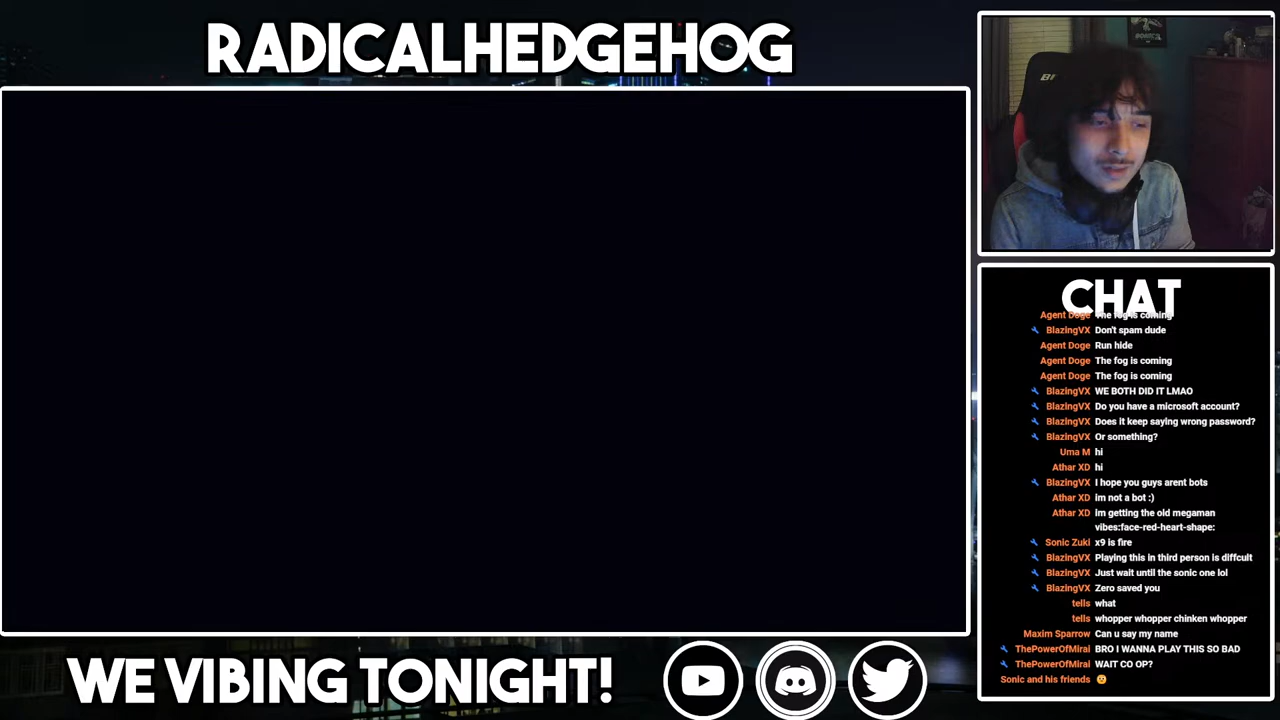 RADICALHEDGEHOG
CHAT
Agent Doge The fog is coming
BlazingVX Don't spam dude
Agent Doge Run hide
Agent Doge The fog is coming
Agent Doge The fog is coming
BlazingVX WE BOTH DID IT LMAO
BlazingVX Do you have a microsoft account?
BlazingVX Does it keep saying wrong password?
BlazingVX Or something?
Uma M hi
Athar XD hi
BlazingVX I hope you guys arent bots
Athar XD im not a bot :)
Athar XD im getting the old megaman
vibes:face-red-heart-shape:
Sonic Zuki x9 is fire
BlazingVX Playing this in third person is diffcult
BlazingVX Just wait until the sonic one lol
BlazingVX Zero saved you
tells what
tells whopper whopper chinken whopper
Maxim Sparrow Can u say my name
ThePowerOfMirai BRO I WANNA PLAY THIS SO BAD
ThePowerOfMirai WAIT CO OP?
Sonic and his friends
WE VIBING TONIGHT!